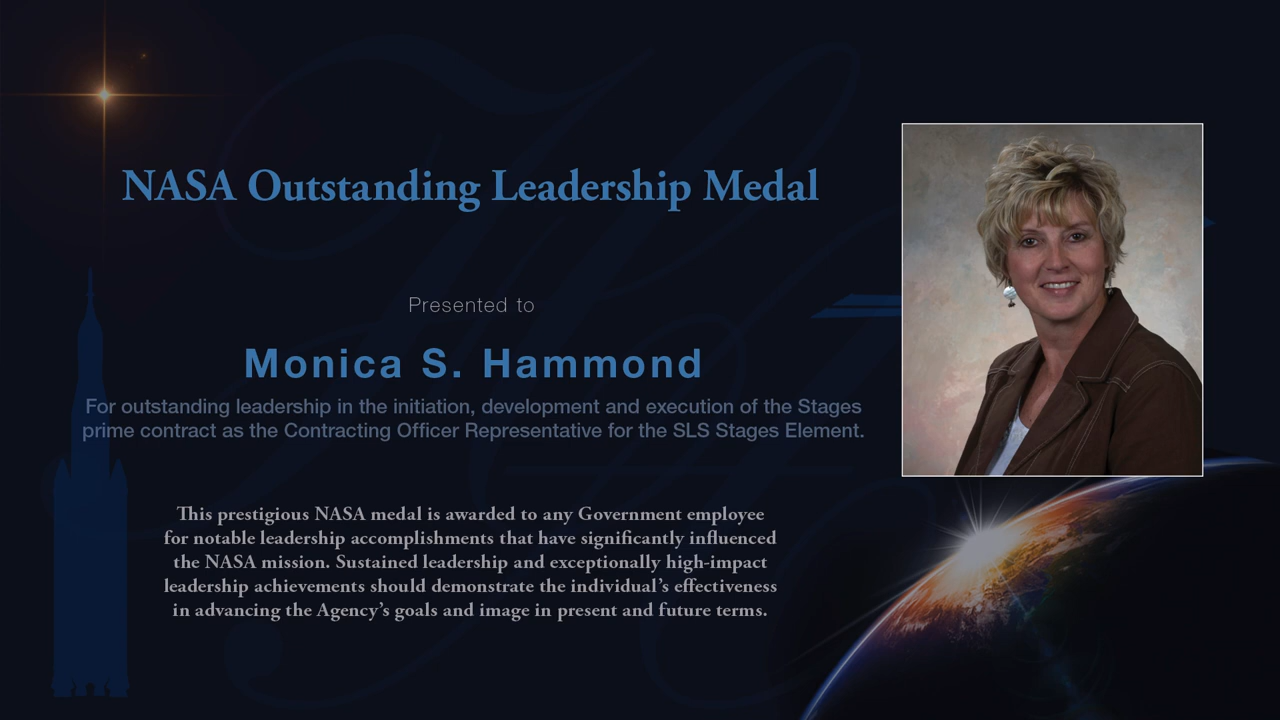 NASA Outstanding Leadership Medal
Presented to
Monica S. Hammond
For outstanding leadership in the initiation, development and execution of the Stages
prime contract as the Contracting Officer Representative for the SLS Stages Element.
This prestigious NASA medal is awarded to any Government employee
for notable leadership accomplishments that have significantly influenced
the NASA mission. Sustained leadership and exceptionally high-impact
leadership achievements should demonstrate the individual’s effectiveness
in advancing the Agency’s goals and image in present and future terms.